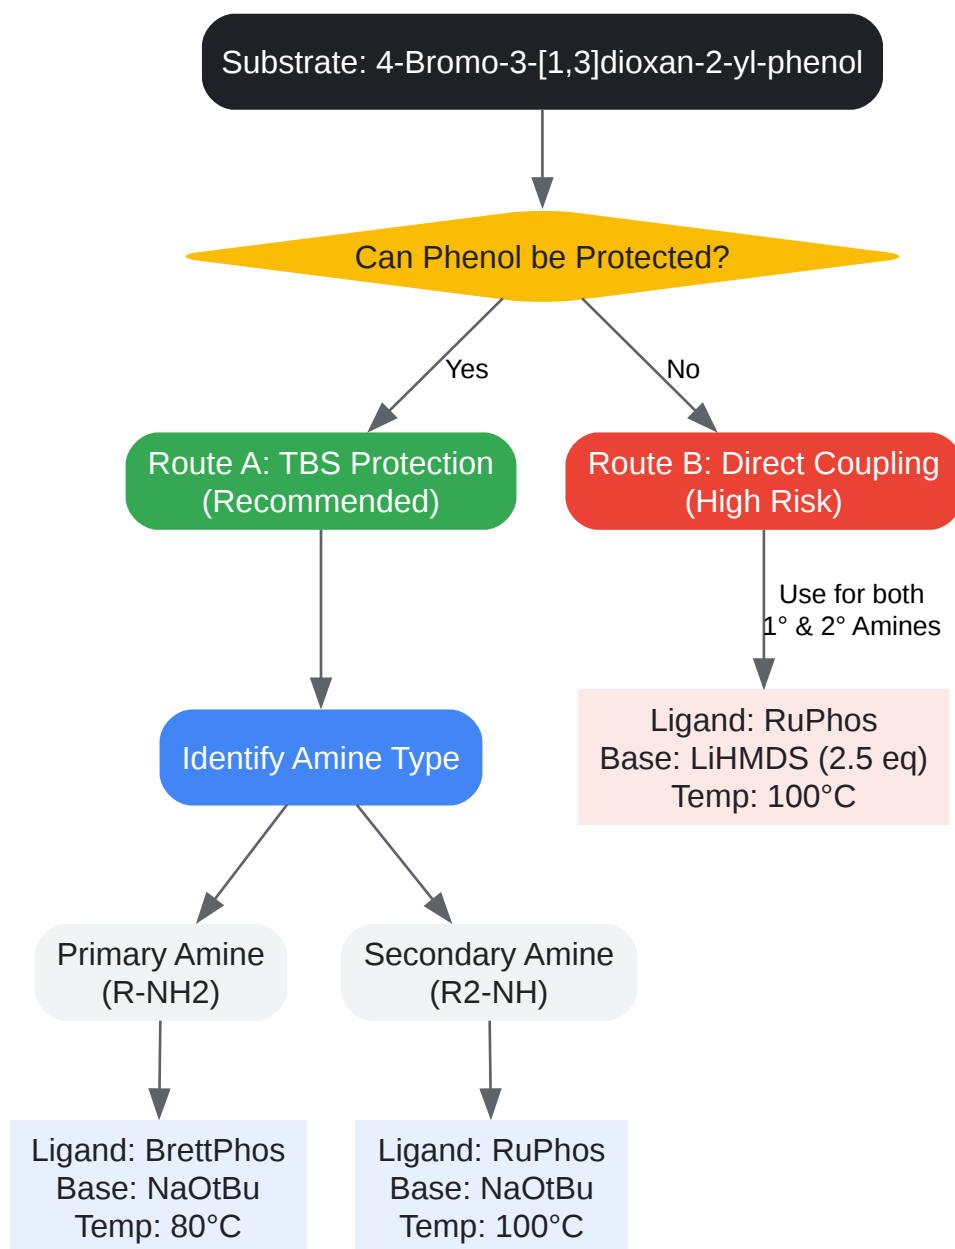 Substrate: 4-Bromo-3-[1,3]dioxan-2-yl-phenol
Can Phenol be Protected?
Yes
No
Route A: TBS Protection
(Recommended)
Route B: Direct Coupling
(High Risk)
Use for both
1° & 2° Amines
Identify Amine Type
Ligand: RuPhos
Base: LiHMDS (2.5 eq)
Temp: 100°C
Primary Amine
(R-NH2)
Secondary Amine
(R2-NH)
Ligand: BrettPhos
Base: NaOtBu
Temp: 80°C
Ligand: RuPhos
Base: NaOtBu
Temp: 100°C